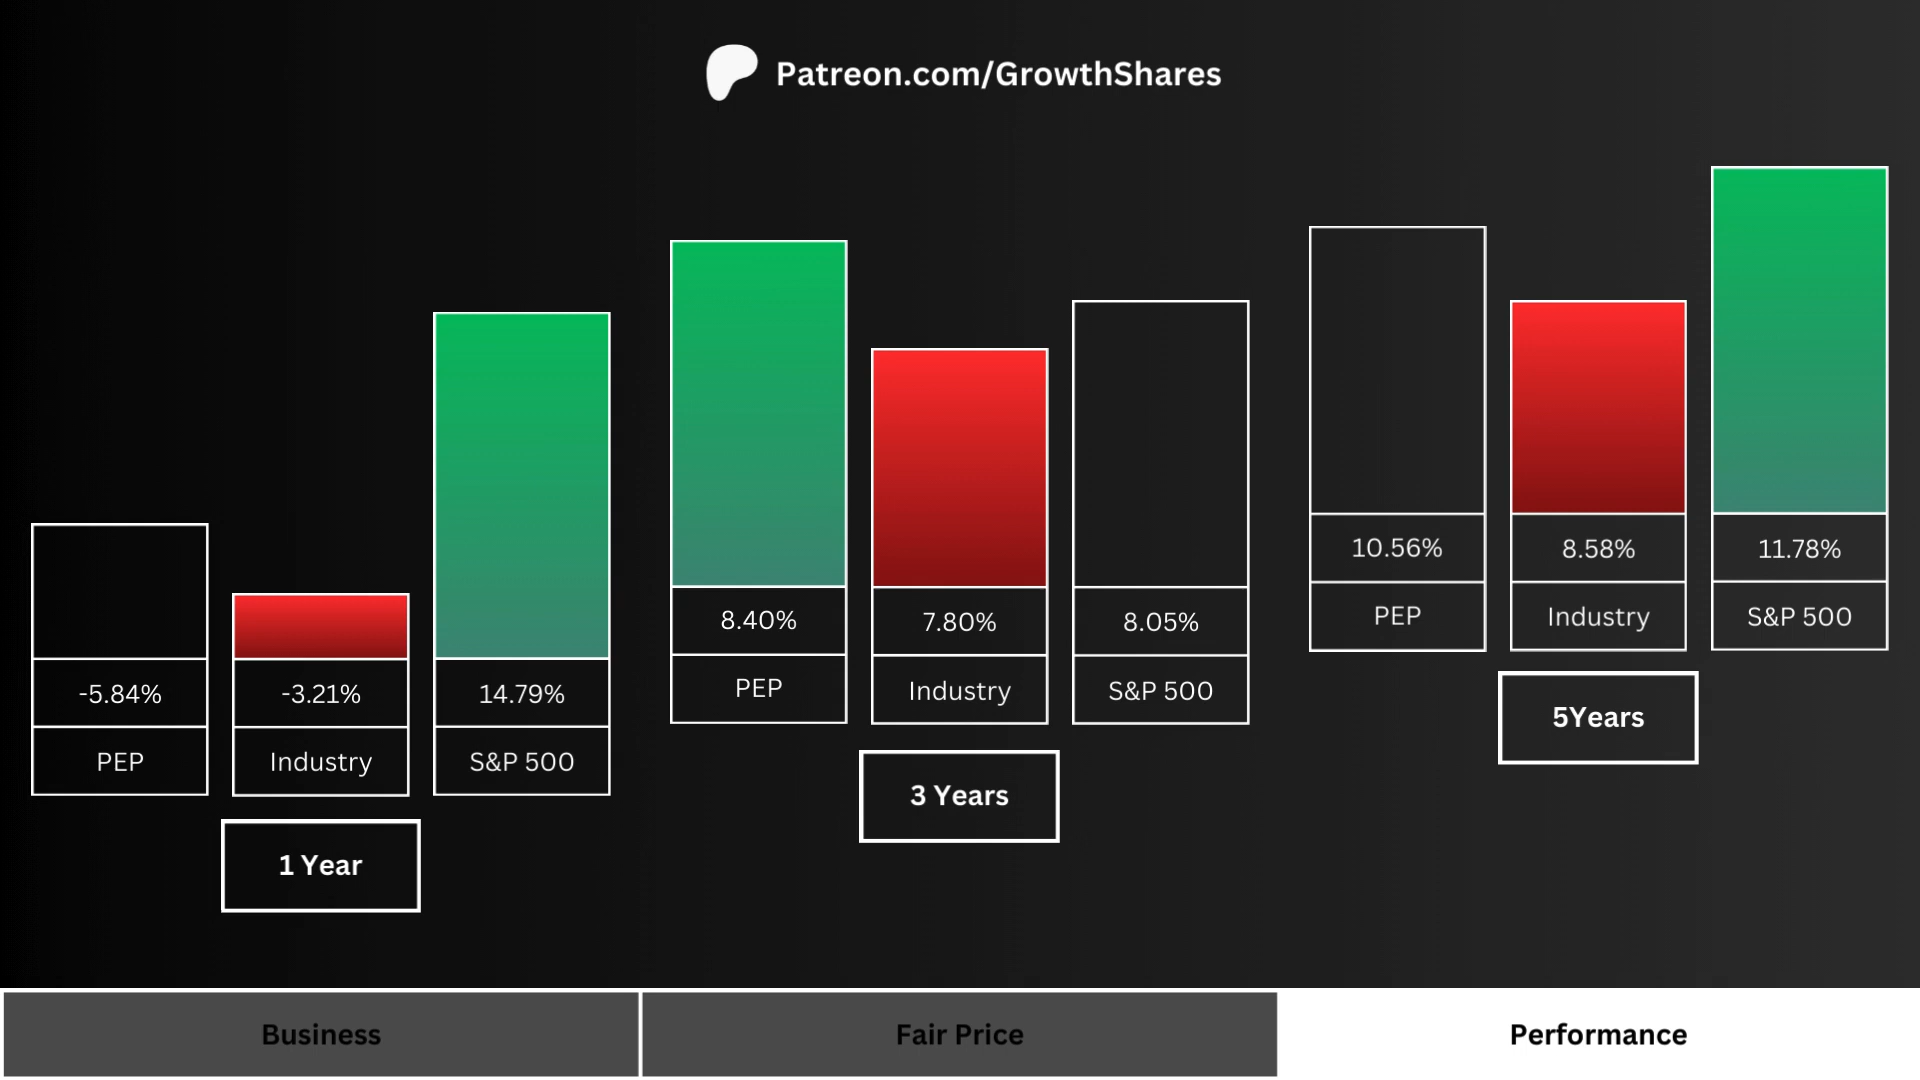 Patreon.com/GrowthShares
-5.84%
PEP
-3.21%
Industry
14.79%
S&P 500
1 Year
8.40%
PEP
7.80%
Industry
8.05%
S&P 500
3 Years
10.56%
PEP
8.58%
Industry
11.78%
S&P 500
5Years
Business
Fair Price
Performance